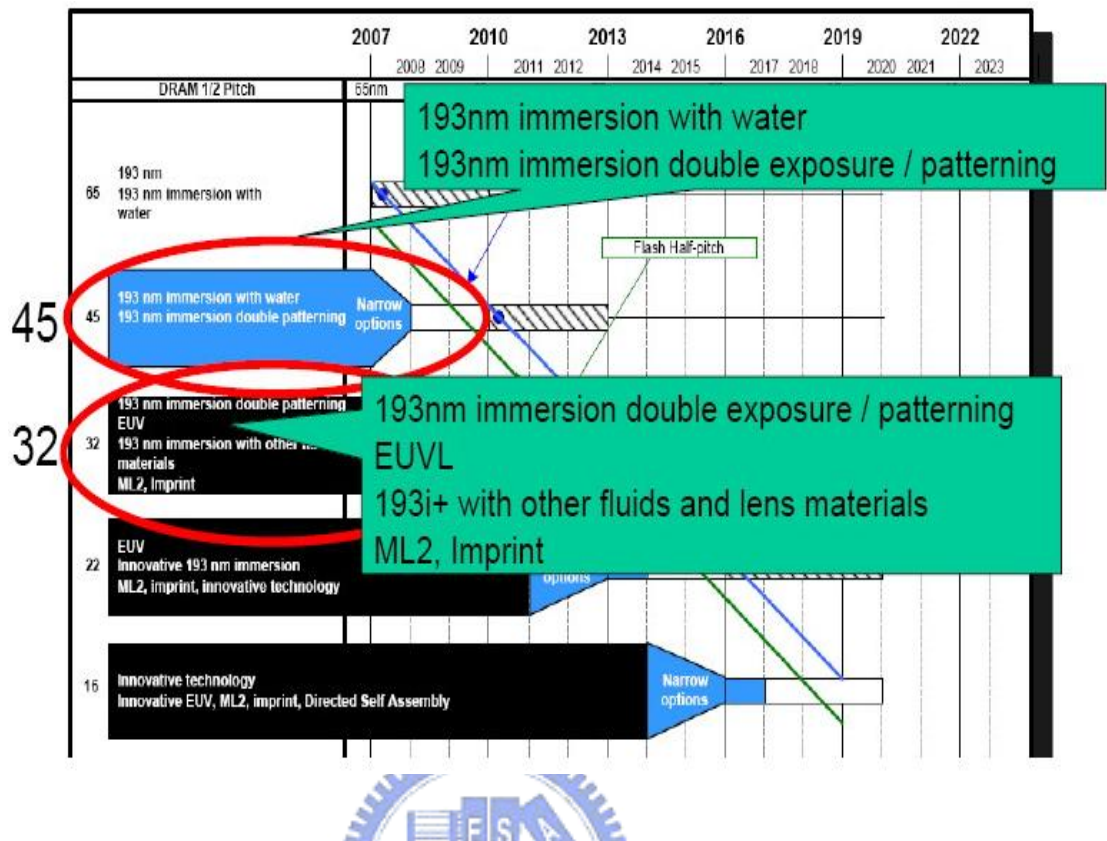 2007 2010 2013 2016 2019 2022
2008 2009 2011 2012 2014 2015 2017 2018 2020 2021 2023
DRAM 1/2 Pitch 65nm
193nm immersion with water
193nm immersion double exposure / patterning
65
193 nm
193 nm immersion with
water
Flash Half-pitch
45
45
193 nm immersion with water
193 nm immersion double patterning
Narrow
options
32
32
193 nm immersion double patterning
EUV
193 nm immersion with other
materials
ML2, Imprint
193nm immersion double exposure / patterning
EUVL
193i+ with other fluids and lens materials
ML2, Imprint
22
EUV
Innovative 193 nm immersion
ML2, imprint, innovative technology
options
16
Innovative technology
Innovative EUV, ML2, imprint, Directed Self Assembly
Narrow
options
E S